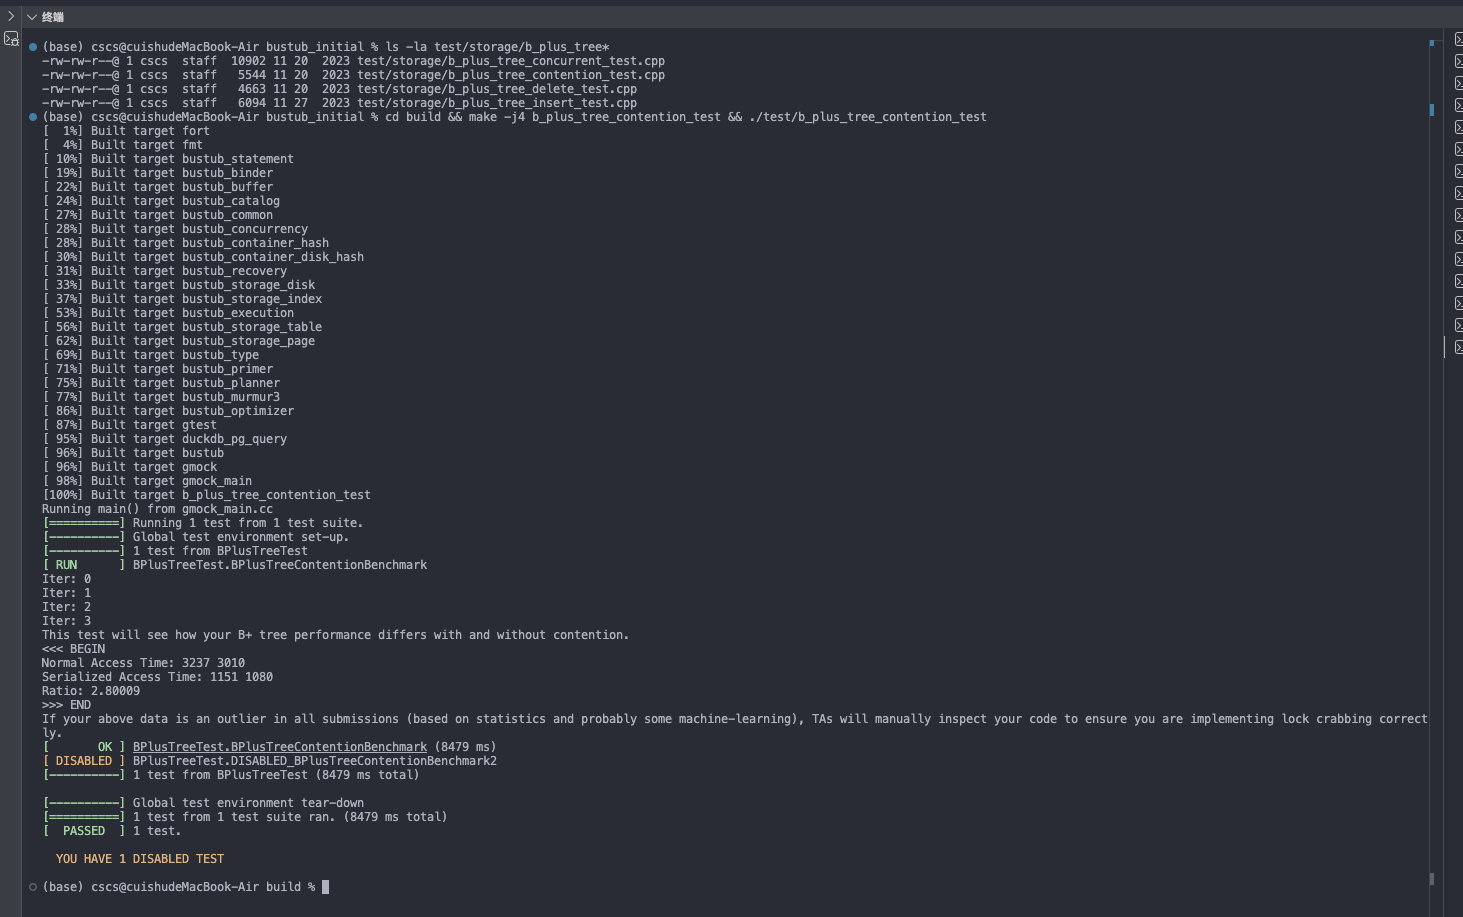 终端
(base) cscs@cuishudeMacBook-Air bustub_initial % ls -la test/storage/b_plus_tree*
-rw-rw-r--@ 1 cscs  staff  10902 11 20  2023 test/storage/b_plus_tree_concurrent_test.cpp
-rw-rw-r--@ 1 cscs  staff   5544 11 20  2023 test/storage/b_plus_tree_contention_test.cpp
-rw-rw-r--@ 1 cscs  staff   4663 11 20  2023 test/storage/b_plus_tree_delete_test.cpp
-rw-rw-r--@ 1 cscs  staff   6094 11 27  2023 test/storage/b_plus_tree_insert_test.cpp
(base) cscs@cuishudeMacBook-Air bustub_initial % cd build && make -j4 b_plus_tree_contention_test && ./test/b_plus_tree_contention_test
[  1%] Built target fort
[  4%] Built target fmt
[ 10%] Built target bustub_statement
[ 19%] Built target bustub_binder
[ 22%] Built target bustub_buffer
[ 24%] Built target bustub_catalog
[ 27%] Built target bustub_common
[ 28%] Built target bustub_concurrency
[ 28%] Built target bustub_container_hash
[ 30%] Built target bustub_container_disk_hash
[ 31%] Built target bustub_recovery
[ 33%] Built target bustub_storage_disk
[ 37%] Built target bustub_storage_index
[ 53%] Built target bustub_execution
[ 56%] Built target bustub_storage_table
[ 62%] Built target bustub_storage_page
[ 69%] Built target bustub_type
[ 71%] Built target bustub_primer
[ 75%] Built target bustub_planner
[ 77%] Built target bustub_murmur3
[ 86%] Built target bustub_optimizer
[ 87%] Built target gtest
[ 95%] Built target duckdb_pg_query
[ 96%] Built target bustub
[ 96%] Built target gmock
[ 98%] Built target gmock_main
[100%] Built target b_plus_tree_contention_test
Running main() from gmock_main.cc
[==========] Running 1 test from 1 test suite.
[----------] Global test environment set-up.
[----------] 1 test from BPlusTreeTest
[ RUN      ] BPlusTreeTest.BPlusTreeContentionBenchmark
Iter: 0
Iter: 1
Iter: 2
Iter: 3
This test will see how your B+ tree performance differs with and without contention.
<<< BEGIN
Normal Access Time: 3237 3010
Serialized Access Time: 1151 1080
Ratio: 2.80009
>>> END
If your above data is an outlier in all submissions (based on statistics and probably some machine-learning), TAs will manually inspect your code to ensure you are implementing lock crabbing correct
ly.
[       OK ] BPlusTreeTest.BPlusTreeContentionBenchmark (8479 ms)
[ DISABLED ] BPlusTreeTest.DISABLED_BPlusTreeContentionBenchmark2
[----------] 1 test from BPlusTreeTest (8479 ms total)
[----------] Global test environment tear-down
[==========] 1 test from 1 test suite ran. (8479 ms total)
[  PASSED  ] 1 test.
YOU HAVE 1 DISABLED TEST
(base) cscs@cuishudeMacBook-Air build %